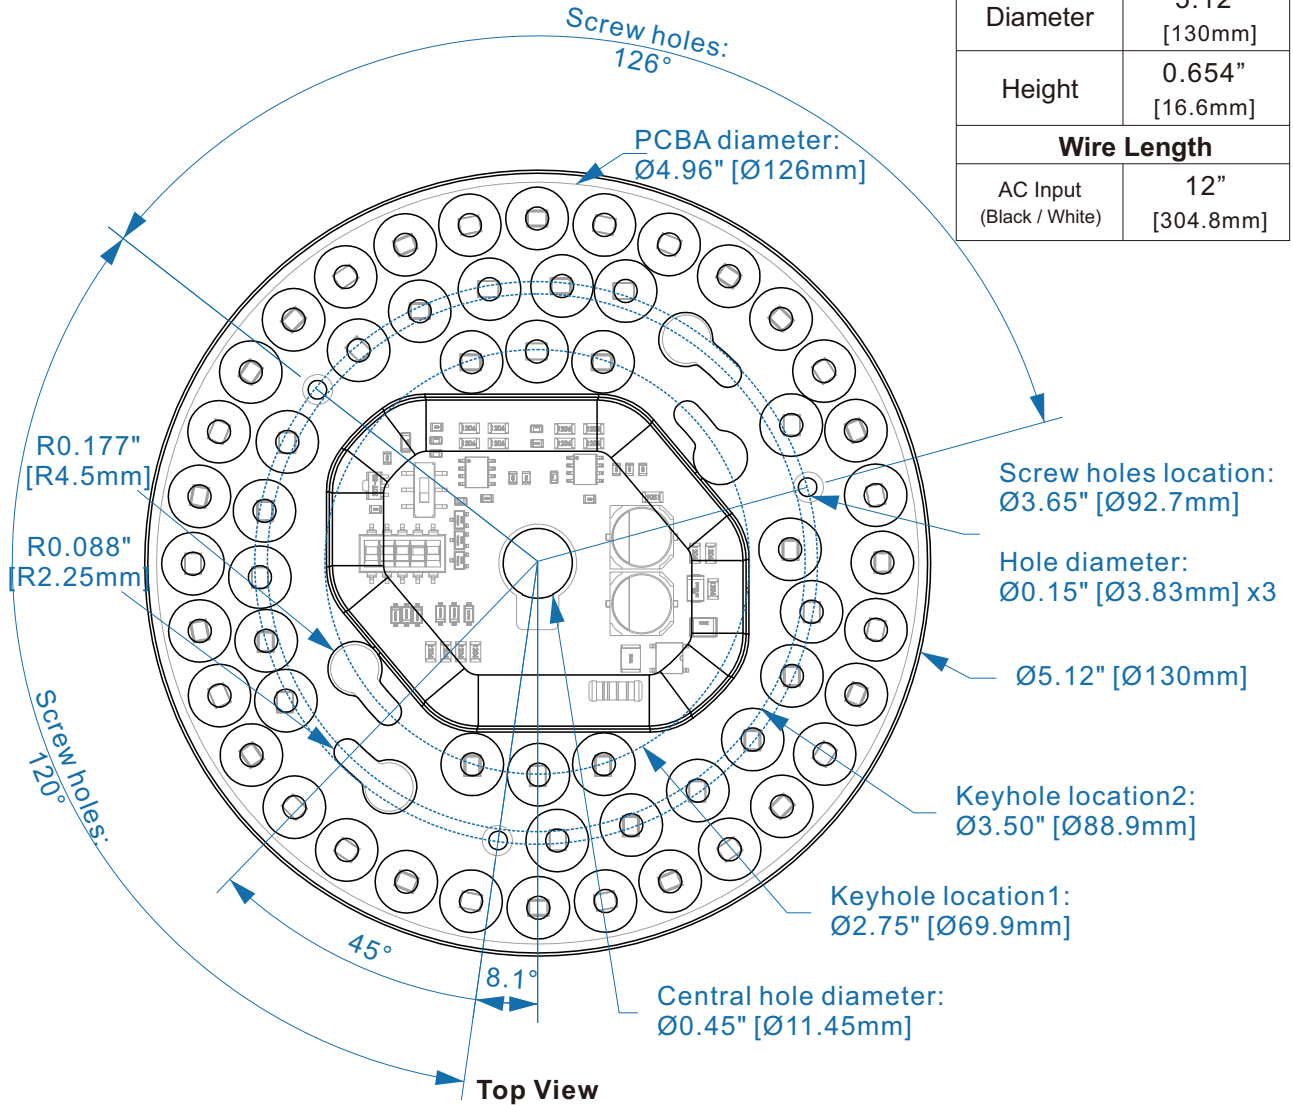 5.12"
Diameter
[130mm]
Height
0.654”
[16.6mm]
Wire Length
AC Input
(Black / White)
12”
[304.8mm]
Screw holes:
126°
PCBA diameter:
Ø4.96" [Ø126mm]
R0.177"
[R4.5mm]
R0.088"
[R2.25mm]
Screw holes location:
Ø3.65" [Ø92.7mm]
Hole diameter:
Ø0.15" [Ø3.83mm] x3
Ø5.12" [Ø130mm]
Screw holes:
120°
Keyhole location2:
Ø3.50" [Ø88.9mm]
Keyhole location1:
Ø2.75" [Ø69.9mm]
45°
8.1°
Central hole diameter:
Ø0.45" [Ø11.45mm]
Top View